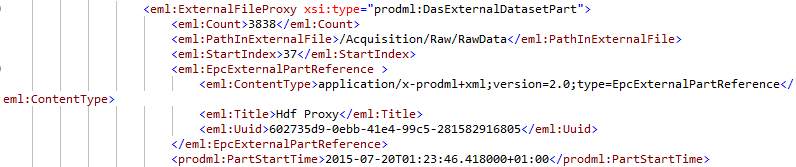 <eml:ExternalFileProxy xsi:type="prodml:DasExternalDatasetPart">
<eml:Count>3838</eml:Count>
<eml:PathInExternalFile>/Acquisition/Raw/RawData</eml:PathInExternalFile>
<eml:StartIndex>37</eml:StartIndex>
<eml:EpcExternalPartReference >
<eml:ContentType>application/x-prodml+xml;version=2.0;type=EpcExternalPartReference</
eml:ContentType>
<eml:Title>Hdf Proxy</eml:Title>
<eml:Uuid>602735d9-0ebb-41e4-99c5-281582916805</eml:Uuid>
</eml:EpcExternalPartReference>
<prodml:PartStartTime>2015-07-20T01:23:46.418000+01:00</prodml:PartStartTime>